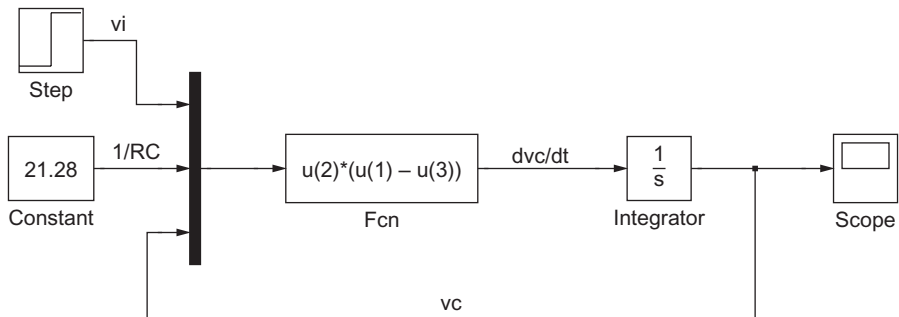 vi
Step
21.28
1/RC
Constant
u(2)*(u(1) – u(3))
Fcn
dvc/dt
1
s
Integrator
Scope
vc